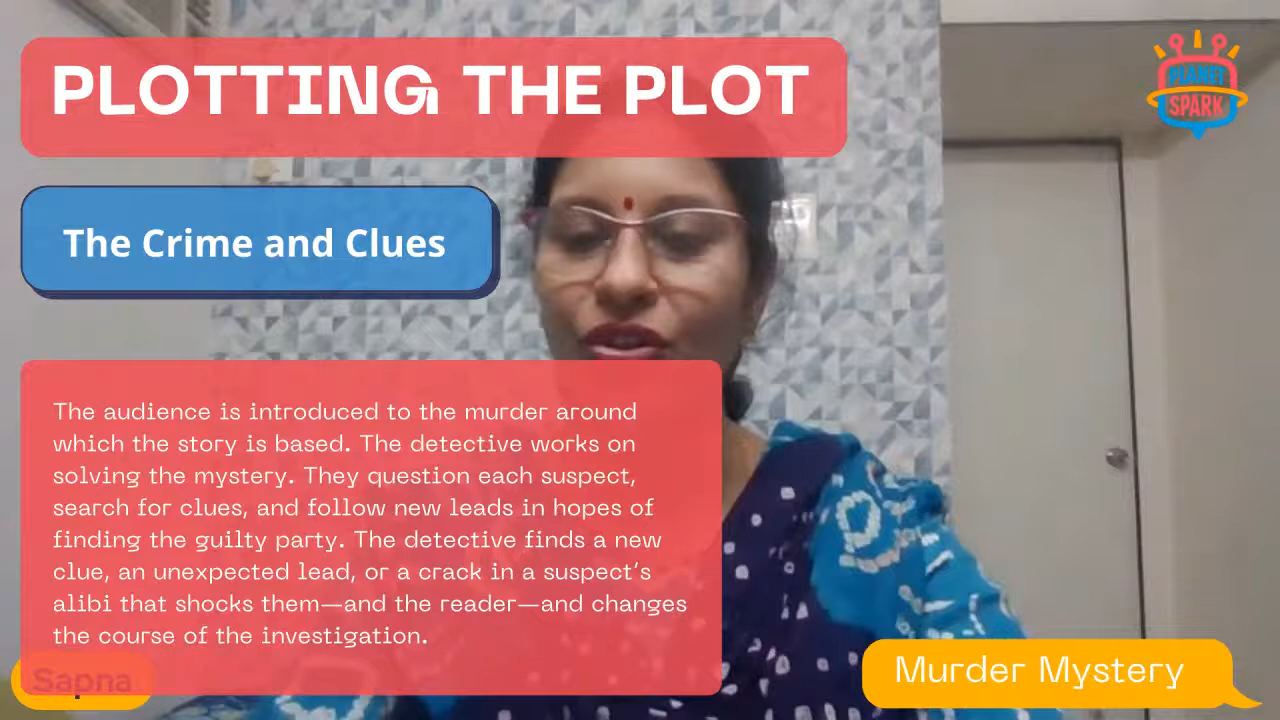 PLOTTING THE PLOT
PLANET
SPARK
The Crime and Clues
The audience is introduced to the murder around
which the story is based. The detective works on
solving the mystery. They question each suspect,
search for clues, and follow new leads in hopes of
finding the guilty party. The detective finds a new
clue, an unexpected lead, or a crack in a suspect's
alibi that shocks them—and the reader—and changes
the course of the investigation.
Sapna
Murder Mystery